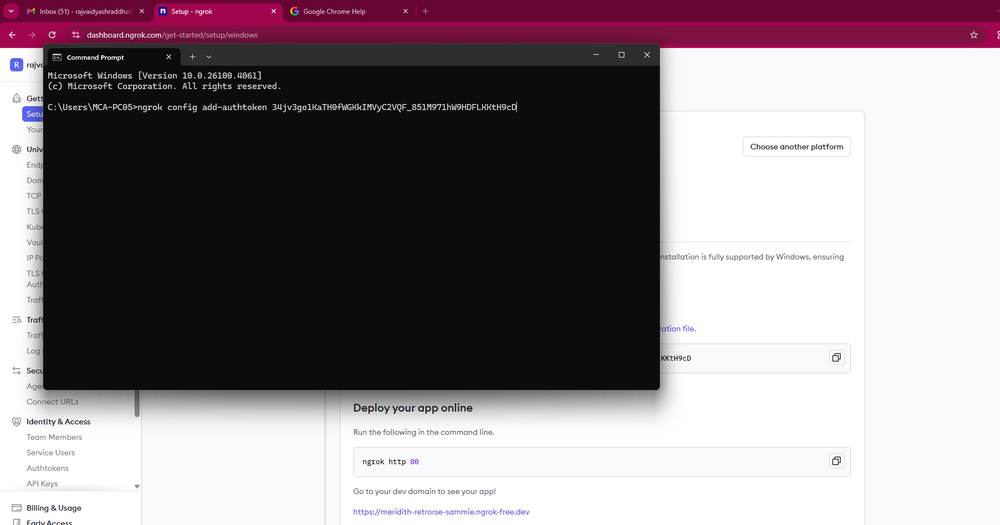 Inbox (51) - rajvaidyashraddha
Setup - ngrok
Google Chrome Help
dashboard.ngrok.com/get-started/setup/windows
Command Prompt
R
Microsoft Windows [Version 10.0.26100.4061]
(c) Microsoft Corporation. All rights reserved.
C:\Users\MCA-PC05>ngrok config add-authtoken 34jv3go1KaTH0fWGKkIMVyC2VQF_851M971hW9HDFLKKtH9cD
rajva
Gett
Setu
Your
Univ
Endp
Dom
TCP
TLS
Kube
Vaul
IP Po
TLS
Auth
Traff
Traff
Traff
Log
Secu
Agen
Connect URLs
Identity & Access
Team Members
Service Users
Authtokens
API Keys
Billing & Usage
Early Access
Choose another platform
nstallation is fully supported by Windows, ensuring
ration file.
KKtH9cD
Deploy your app online
Run the following in the command line.
ngrok http 80
Go to your dev domain to see your app!
https://meridith-retrorse-sammie.ngrok-free.dev